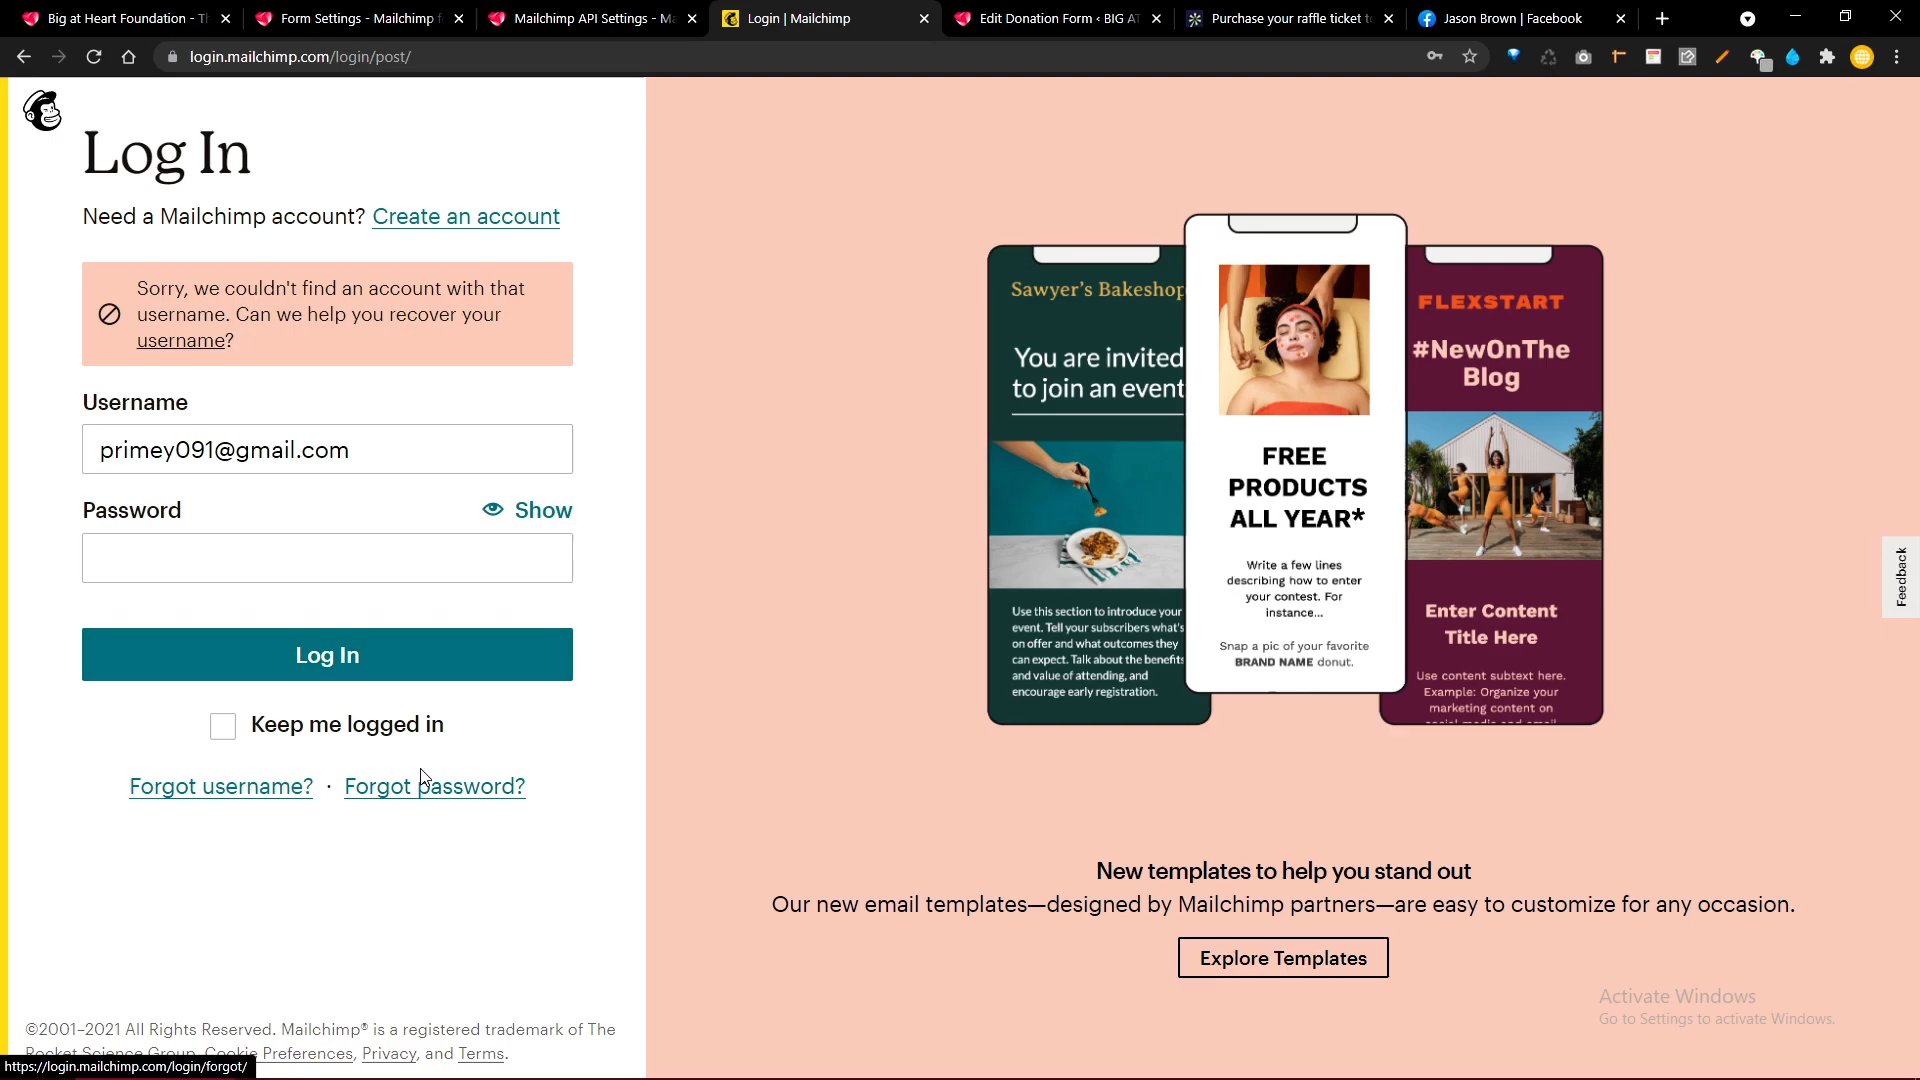 Big at Heart Foundation - Th
Form Settings - Mailchimp f
Mailchimp API Settings - Ma
Login | Mailchimp
Edit Donation Form ‹ BIG AT
Purchase your raffle ticket to
Jason Brown | Facebook
login.mailchimp.com/login/post/
Log In
Need a Mailchimp account? Create an account
Sorry, we couldn't find an account with that
username. Can we help you recover your
username?
Username
primey091@gmail.com
Password
Show
Log In
Keep me logged in
Forgot username? · Forgot password?
©2001-2021 All Rights Reserved. Mailchimp® is a registered trademark of The
Rocket Science Group. Cookie Preferences, Privacy, and Terms.
https://login.mailchimp.com/login/forgot/
Sawyer's Bakeshop
You are invited
to join an event
Use this section to introduce your
event. Tell your subscribers what's
on offer and what outcomes they
can expect. Talk about the benefits
and value of attending, and
encourage early registration.
FREE
PRODUCTS
ALL YEAR*
Write a few lines
describing how to enter
your contest. For
instance...
Snap a pic of your favorite
BRAND NAME donut.
FLEXSTART
#NewOnThe
Blog
Enter Content
Title Here
Use content subtext here.
Example: Organize your
marketing content on
social media and email
Feedback
New templates to help you stand out
Our new email templates—designed by Mailchimp partners—are easy to customize for any occasion.
Explore Templates
Activate Windows
Go to Settings to activate Windows.